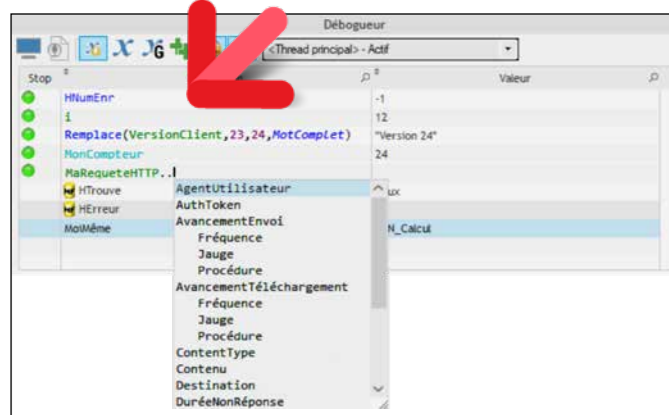 Débogueur
<Thread principal> - Actif
Stop Valeur
HNumEnr -1
i 12
Remplace(VersionClient,23,24,MotComplet) "Version 24"
MonCompteur 24
MaRequeteHTTP..
HTrouve
HErreur
MoiMême N_Calcul
AgentUtilisateur
AuthToken
AvancementEnvoi
Fréquence
Jauge
Procédure
AvancementTéléchargement
Fréquence
Jauge
Procédure
ContentType
Contenu
Destination
DuréeNonRéponse